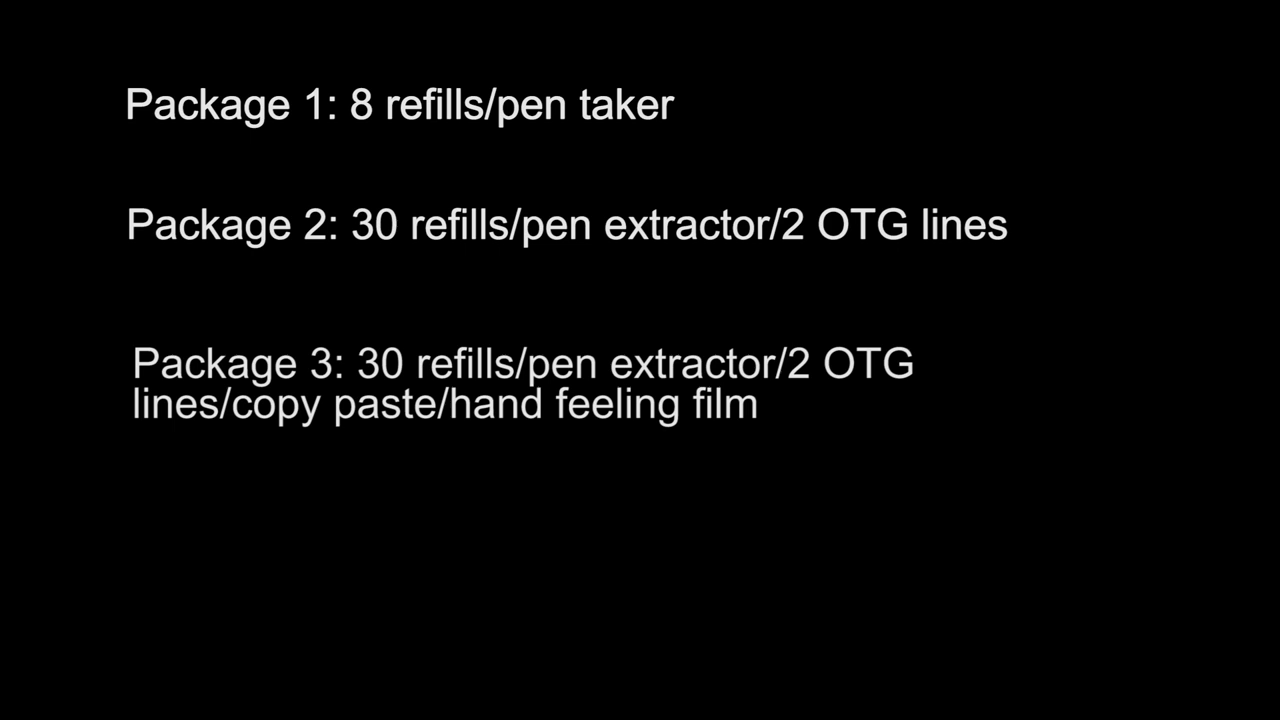 Package 1: 8 refills/pen taker
Package 2: 30 refills/pen extractor/2 OTG lines
Package 3: 30 refills/pen extractor/2 OTG
lines/copy paste/hand feeling film